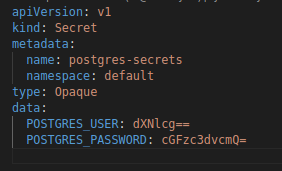 apiVersion: v1
kind: Secret
metadata:
  name: postgres-secrets
  namespace: default
type: Opaque
data:
  POSTGRES_USER: dXNlcg==
  POSTGRES_PASSWORD: cGFzc3dvcmQ=